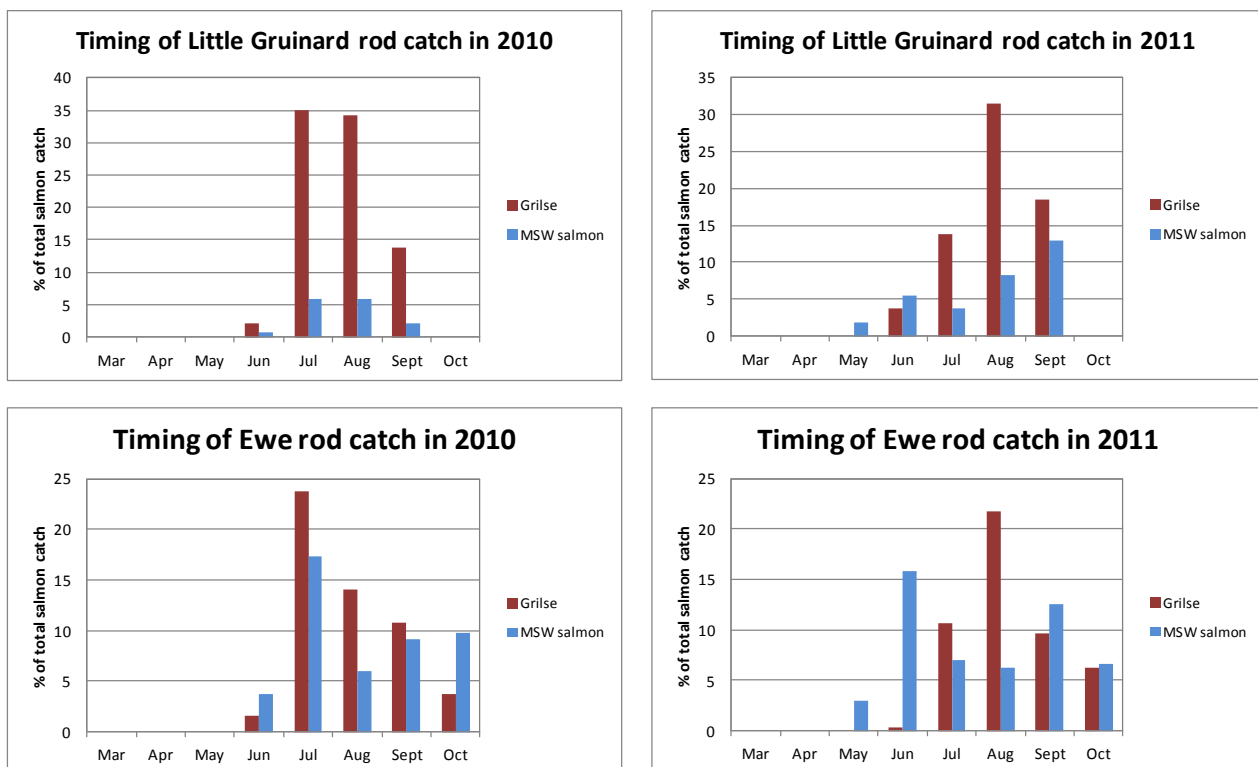 Timing of Little Gruinard rod catch in 2010
% of total salmon catch
40
35
30
25
20
15
10
5
0
Mar Apr May Jun Jul Aug Sept Oct
Grilse
MSW salmon
Timing of Little Gruinard rod catch in 2011
% of total salmon catch
35
30
25
20
15
10
5
0
Mar Apr May Jun Jul Aug Sept Oct
Grilse
MSW salmon
Timing of Ewe rod catch in 2010
% of total salmon catch
25
20
15
10
5
0
Mar Apr May Jun Jul Aug Sept Oct
Grilse
MSW salmon
Timing of Ewe rod catch in 2011
% of total salmon catch
25
20
15
10
5
0
Mar Apr May Jun Jul Aug Sept Oct
Grilse
MSW salmon